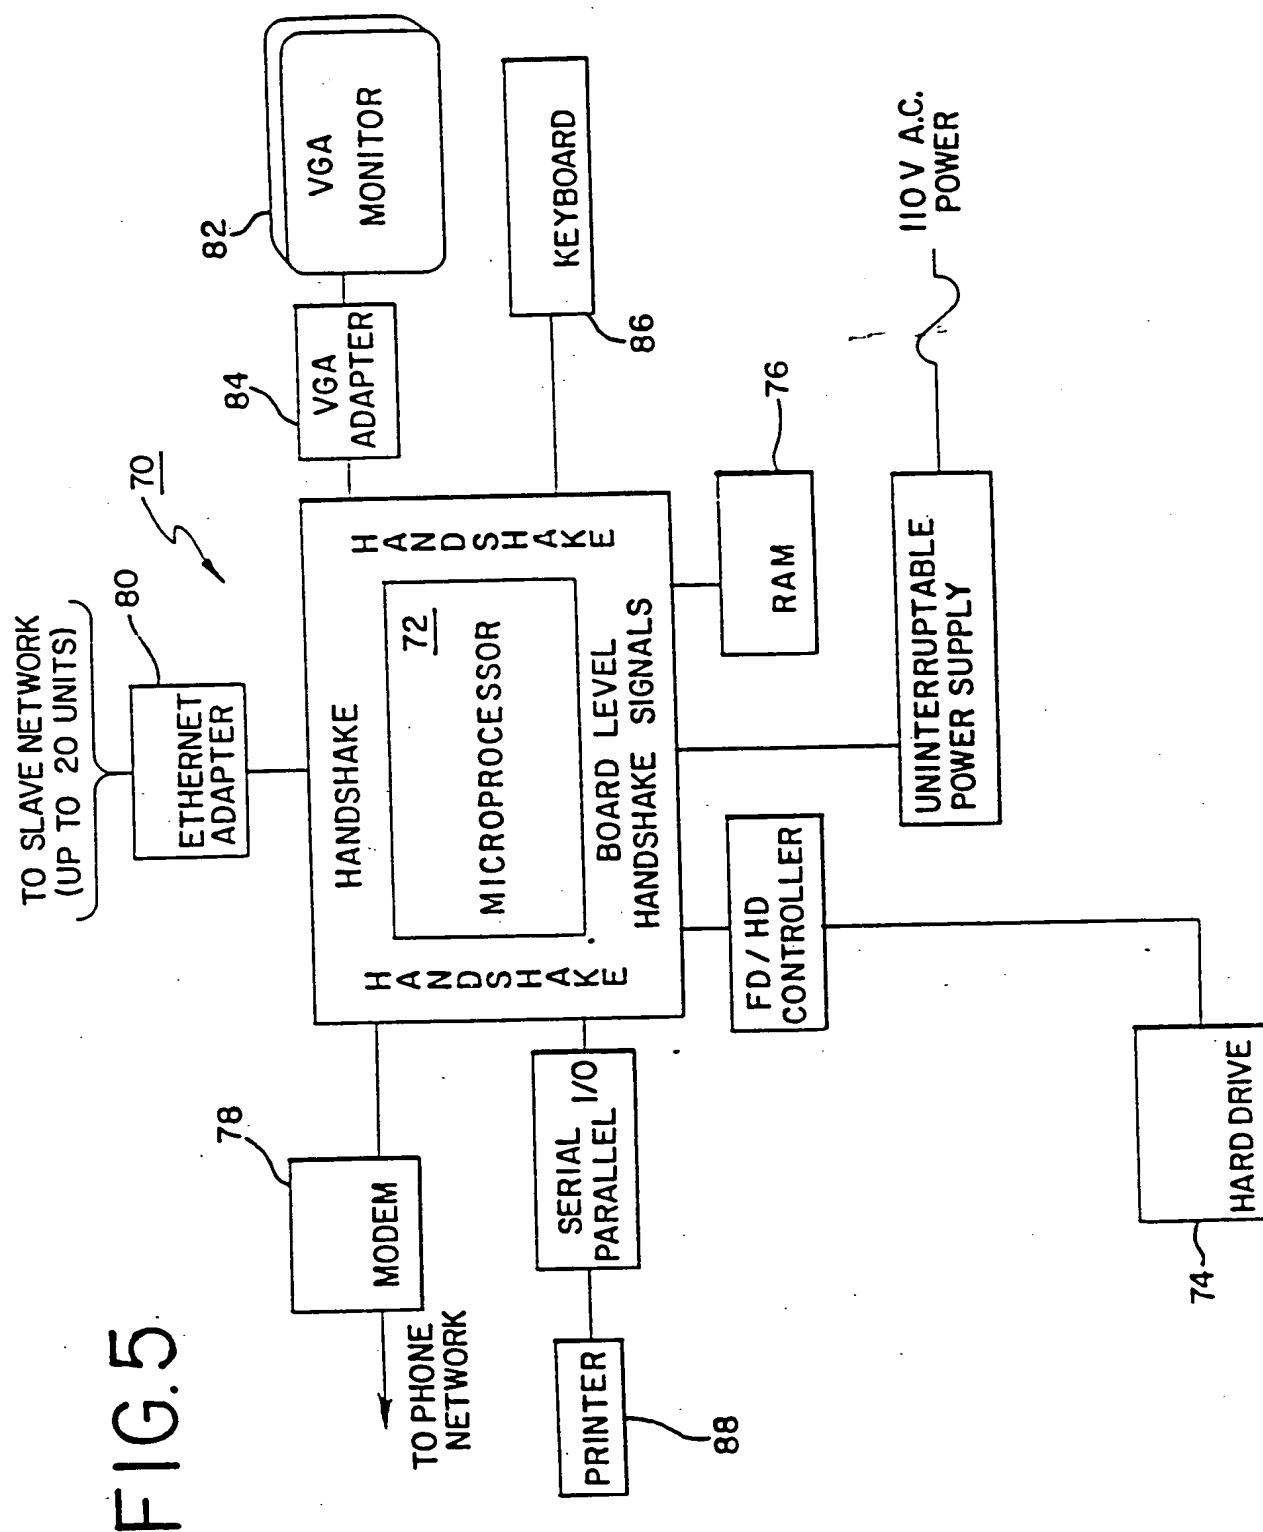 FIG. 5
TO SLAVE NETWORK
(UP TO 20 UNITS)
80
70
ETHERNET
ADAPTER
78
MODEM
TO PHONE
NETWORK
HANDSHAKE
HANDSHAKE
72
MICROPROCESSOR
HANDSHAKE
BOARD LEVEL
HANDSHAKE SIGNALS
84
VGA
ADAPTER
82
VGA
MONITOR
KEYBOARD
86
SERIAL
PARALLEL I/O
PRINTER
88
FD/HD
CONTROLLER
RAM
76
UNINTERRUPTABLE
POWER SUPPLY
110V A.C.
POWER
HARD DRIVE
74